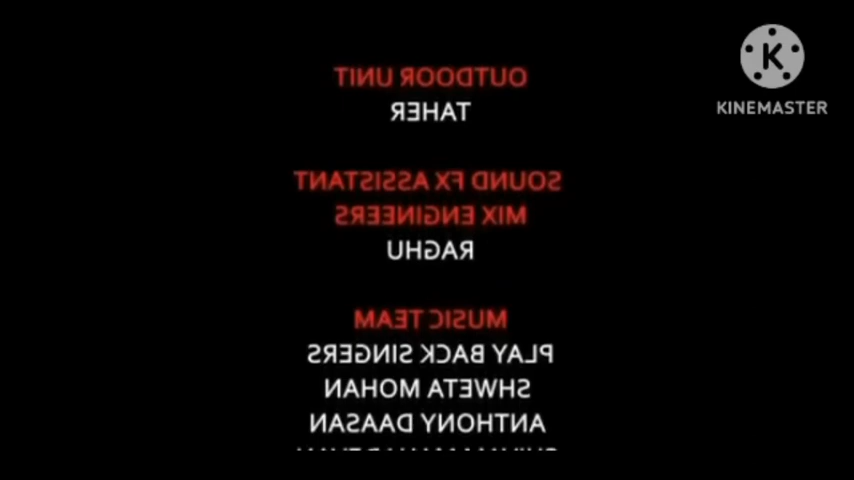 OUTDOOR UNIT
TAHER
SOUND FX ASSISTANT
MIX ENGINEERS
RAGHU
MUSIC TEAM
PLAY BACK SINGERS
SHWETA MOHAN
ANTHONY DAASAN
KINEMASTER